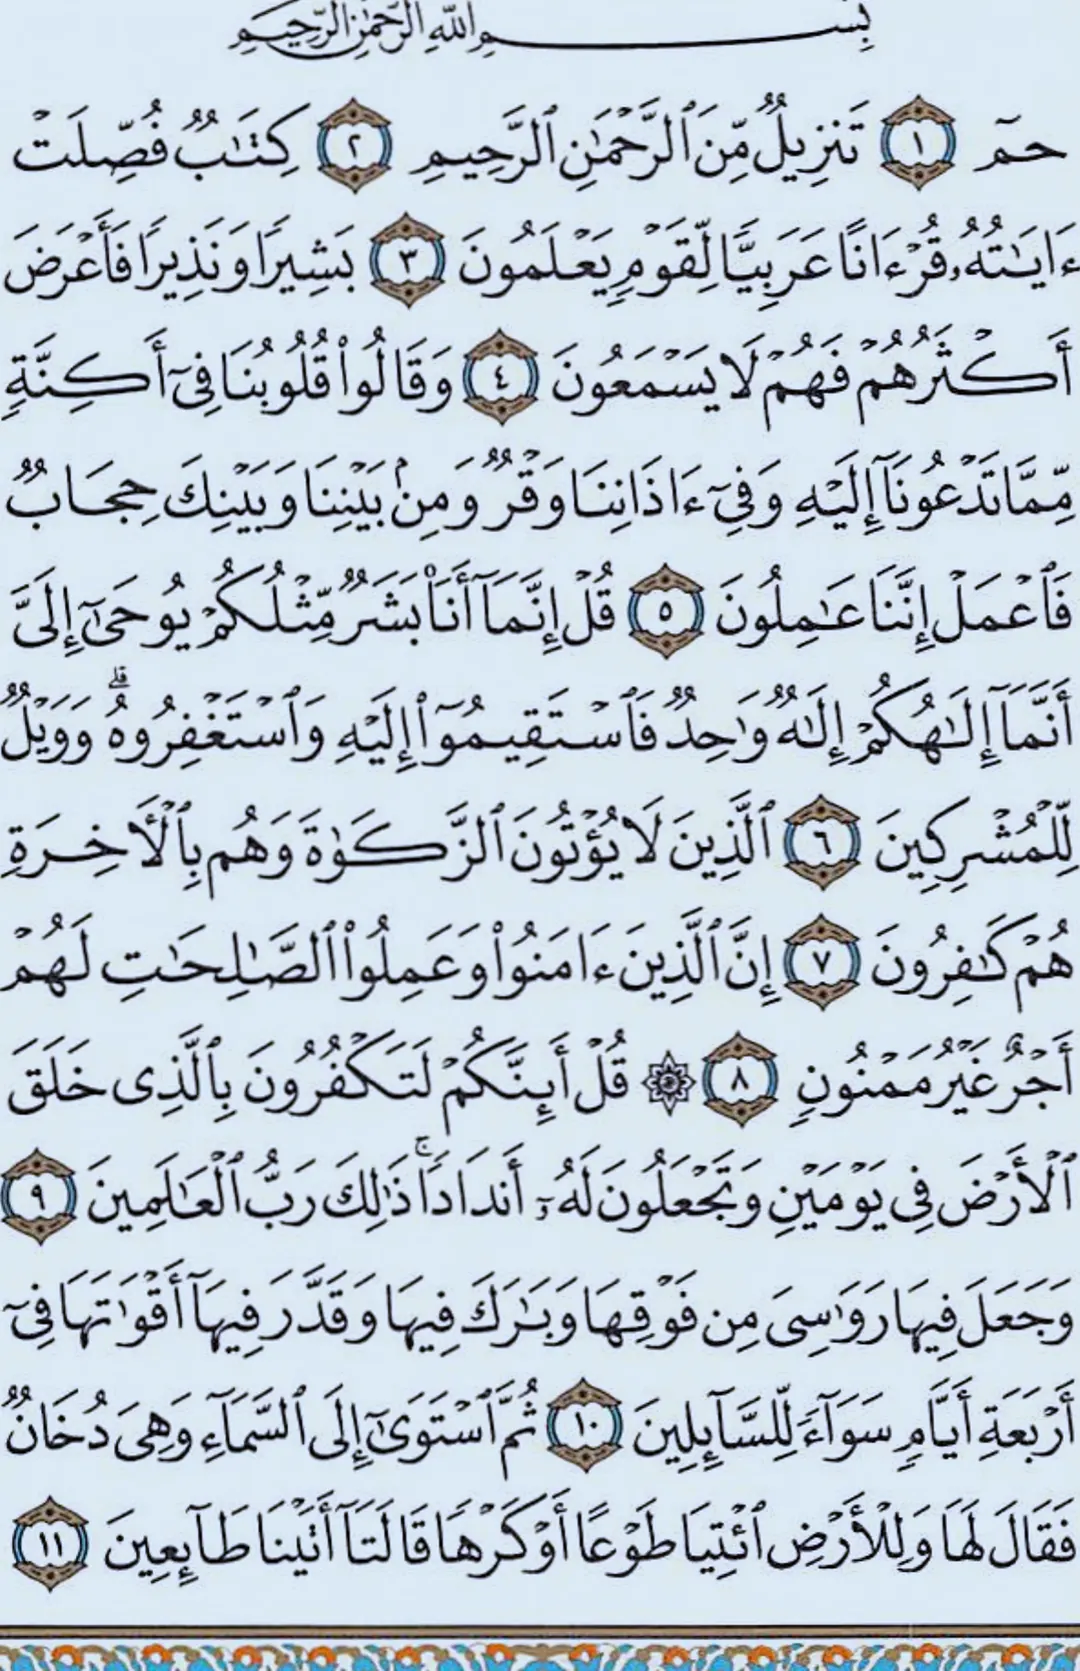 بِسْمِ اللَّهِ الرَّحْمَٰنِ الرَّحِيمِ
حمٓ ١ تَنزِيلٌ مِّنَ ٱلرَّحْمَٰنِ ٱلرَّحِيمِ ٢ كِتَٰبٌ فُصِّلَتْ
ءَايَٰتُهُۥ قُرْءَانًا عَرَبِيًّا لِّقَوْمٍ يَعْلَمُونَ ٣ بَشِيرًا وَنَذِيرًا فَأَعْرَضَ
أَكْثَرُهُمْ فَهُمْ لَا يَسْمَعُونَ ٤ وَقَالُوا۟ قُلُوبُنَا فِىٓ أَكِنَّةٍ
مِّمَّا تَدْعُونَآ إِلَيْهِ وَفِىٓ ءَاذَانِنَا وَقْرٌ وَمِنۢ بَيْنِنَا وَبَيْنِكَ حِجَابٌ
فَٱعْمَلْ إِنَّنَا عَٰمِلُونَ ٥ قُلْ إِنَّمَآ أَنَا۠ بَشَرٌ مِّثْلُكُمْ يُوحَىٰٓ إِلَىَّ
أَنَّمَآ إِلَٰهُكُمْ إِلَٰهٌ وَٰحِدٌ فَٱسْتَقِيمُوٓا۟ إِلَيْهِ وَٱسْتَغْفِرُوهُ ۗ وَوَيْلٌ
لِّلْمُشْرِكِينَ ٦ ٱلَّذِينَ لَا يُؤْتُونَ ٱلزَّكَوٰةَ وَهُم بِٱلْأَخِرَةِ
هُمْ كَٰفِرُونَ ٧ إِنَّ ٱلَّذِينَ ءَامَنُوا۟ وَعَمِلُوا۟ ٱلصَّٰلِحَٰتِ لَهُمْ
أَجْرٌ غَيْرُ مَمْنُونٍ ٨ ۞ قُلْ أَئِنَّكُمْ لَتَكْفُرُونَ بِٱلَّذِى خَلَقَ
ٱلْأَرْضَ فِى يَوْمَيْنِ وَتَجْعَلُونَ لَهُۥٓ أَندَادًا ۚ ذَٰلِكَ رَبُّ ٱلْعَٰلَمِينَ ٩
وَجَعَلَ فِيهَا رَوَٰسِىَ مِن فَوْقِهَا وَبَٰرَكَ فِيهَا وَقَدَّرَ فِيهَآ أَقْوَٰتَهَا فِىٓ
أَرْبَعَةِ أَيَّامٍ سَوَآءً لِّلسَّآئِلِينَ ١٠ ثُمَّ ٱسْتَوَىٰٓ إِلَى ٱلسَّمَآءِ وَهِىَ دُخَانٌ
فَقَالَ لَهَا وَلِلْأَرْضِ ٱئْتِيَا طَوْعًا أَوْ كَرْهًا قَالَتَآ أَتَيْنَا طَآئِعِينَ ١١